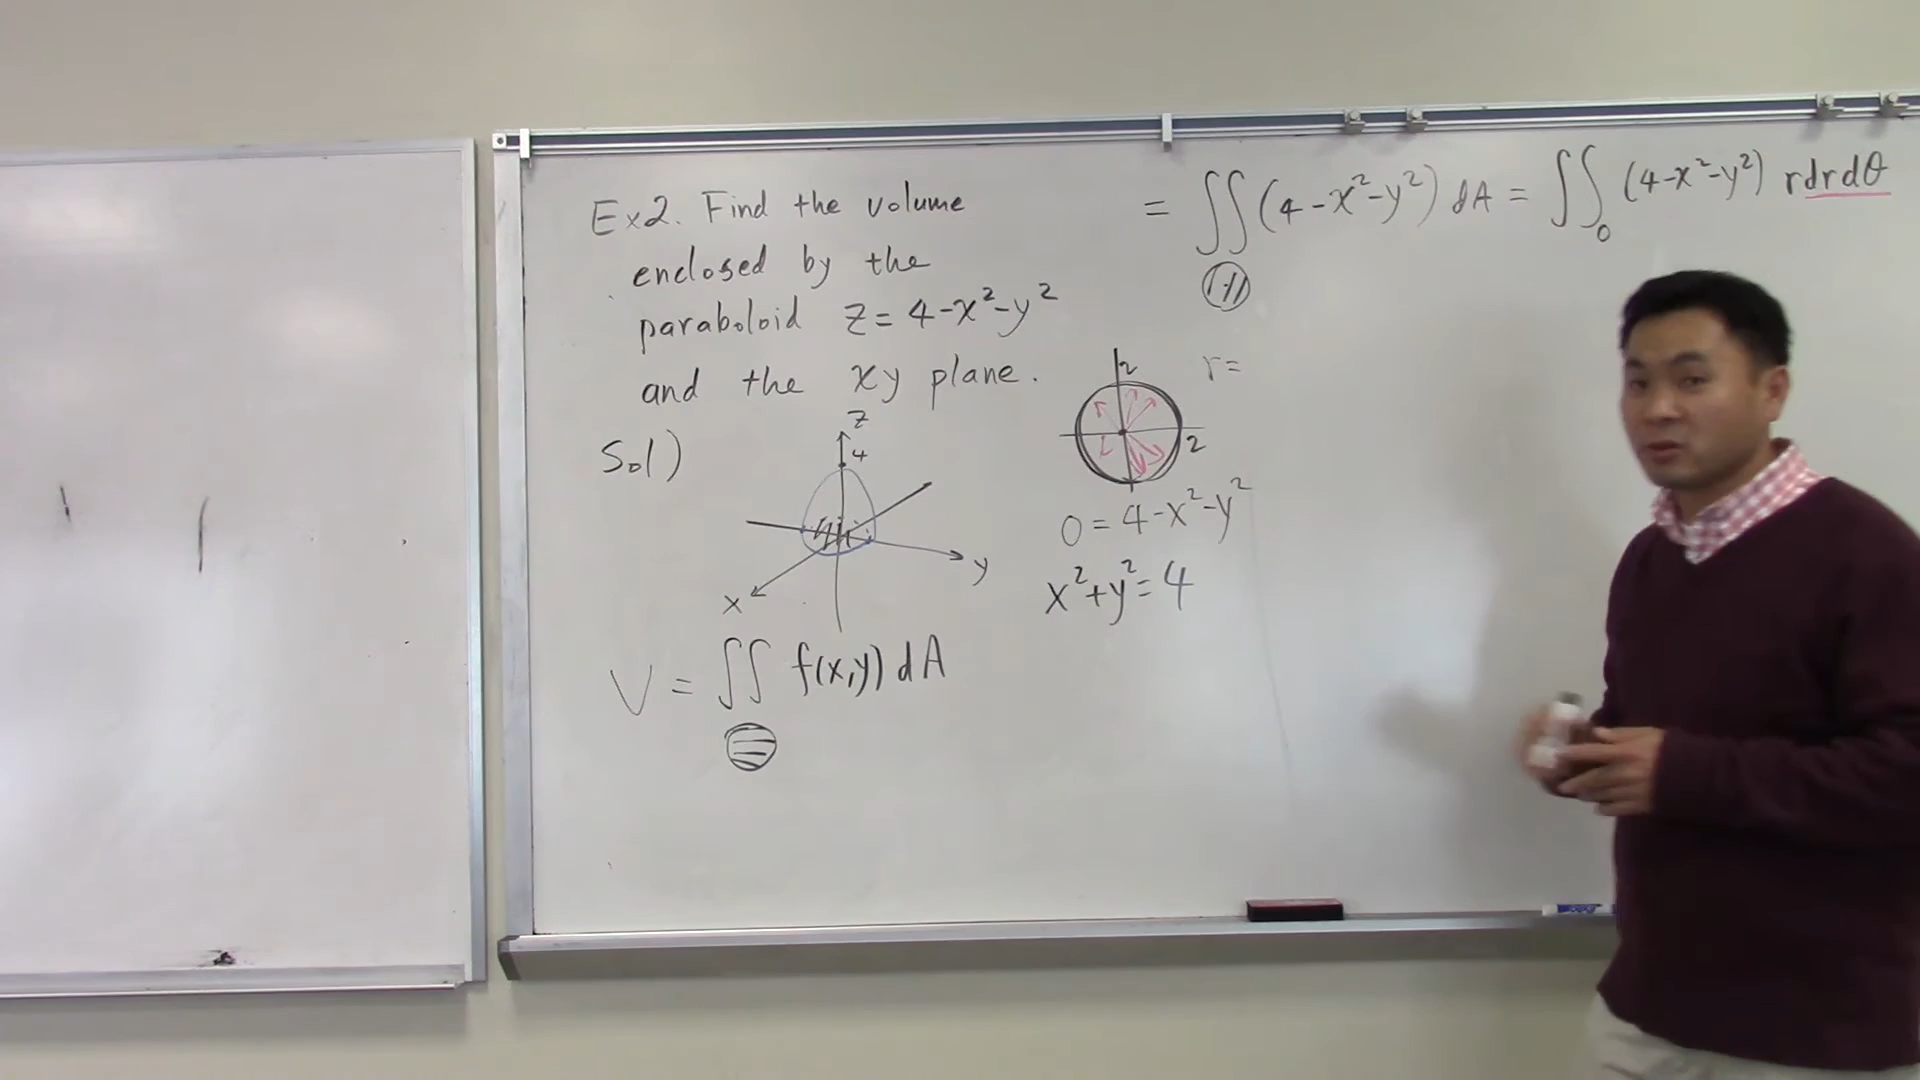 Ex2. Find the volume
enclosed by the
paraboloid z = 4-x²-y²
and the xy plane.
Sol)
z
4
y
x
V = ∬ f(x,y) dA
= ∬ (4-x²-y²) dA = ∬₀ (4-x²-y²) r dr dθ
2
r =
2
0 = 4-x²-y²
x²+y² = 4